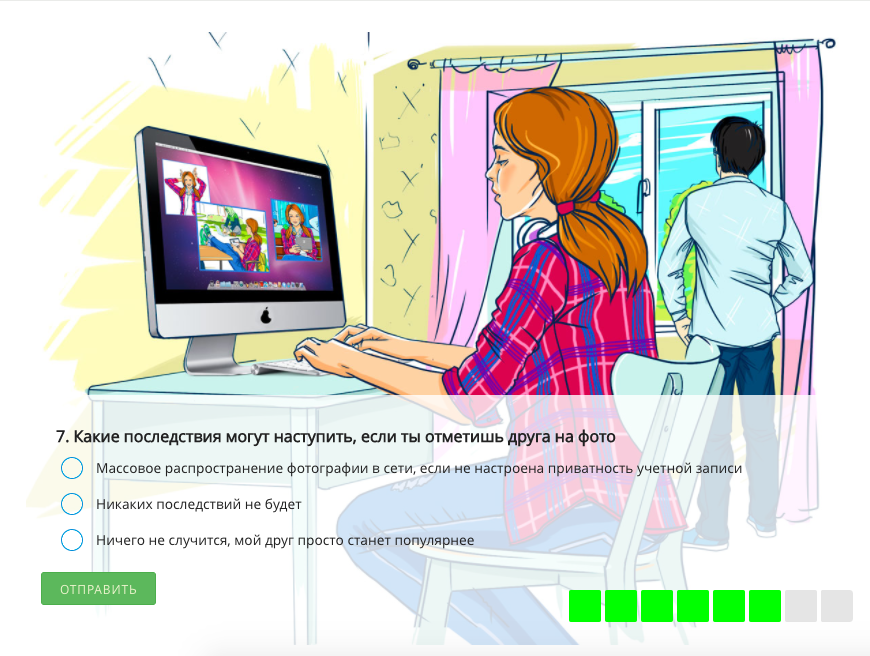 7. Какие последствия могут наступить, если ты отметишь друга на фото
Массовое распространение фотографии в сети, если не настроена приватность учетной записи
Никаких последствий не будет
Ничего не случится, мой друг просто станет популярнее
ОТПРАВИТЬ